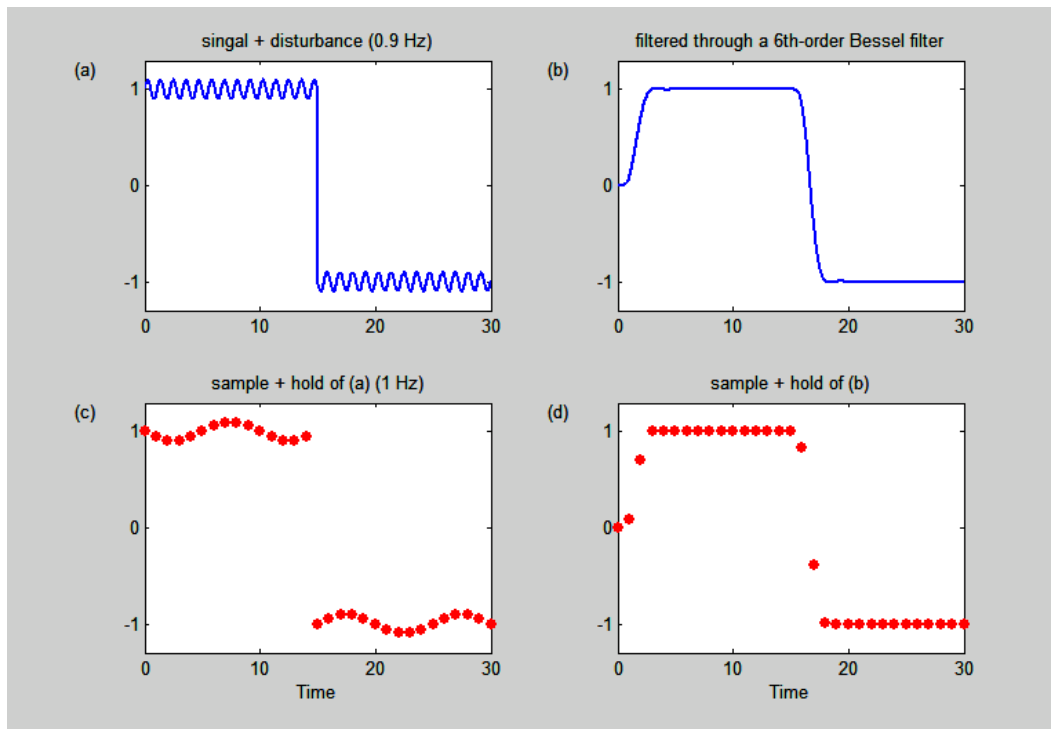 singal + disturbance (0.9 Hz)
(a)
1
0
-1
0 10 20 30
filtered through a 6th-order Bessel filter
(b)
1
0
-1
0 10 20 30
sample + hold of (a) (1 Hz)
(c)
1
0
-1
0 10 20 30
Time
sample + hold of (b)
(d)
1
0
-1
0 10 20 30
Time